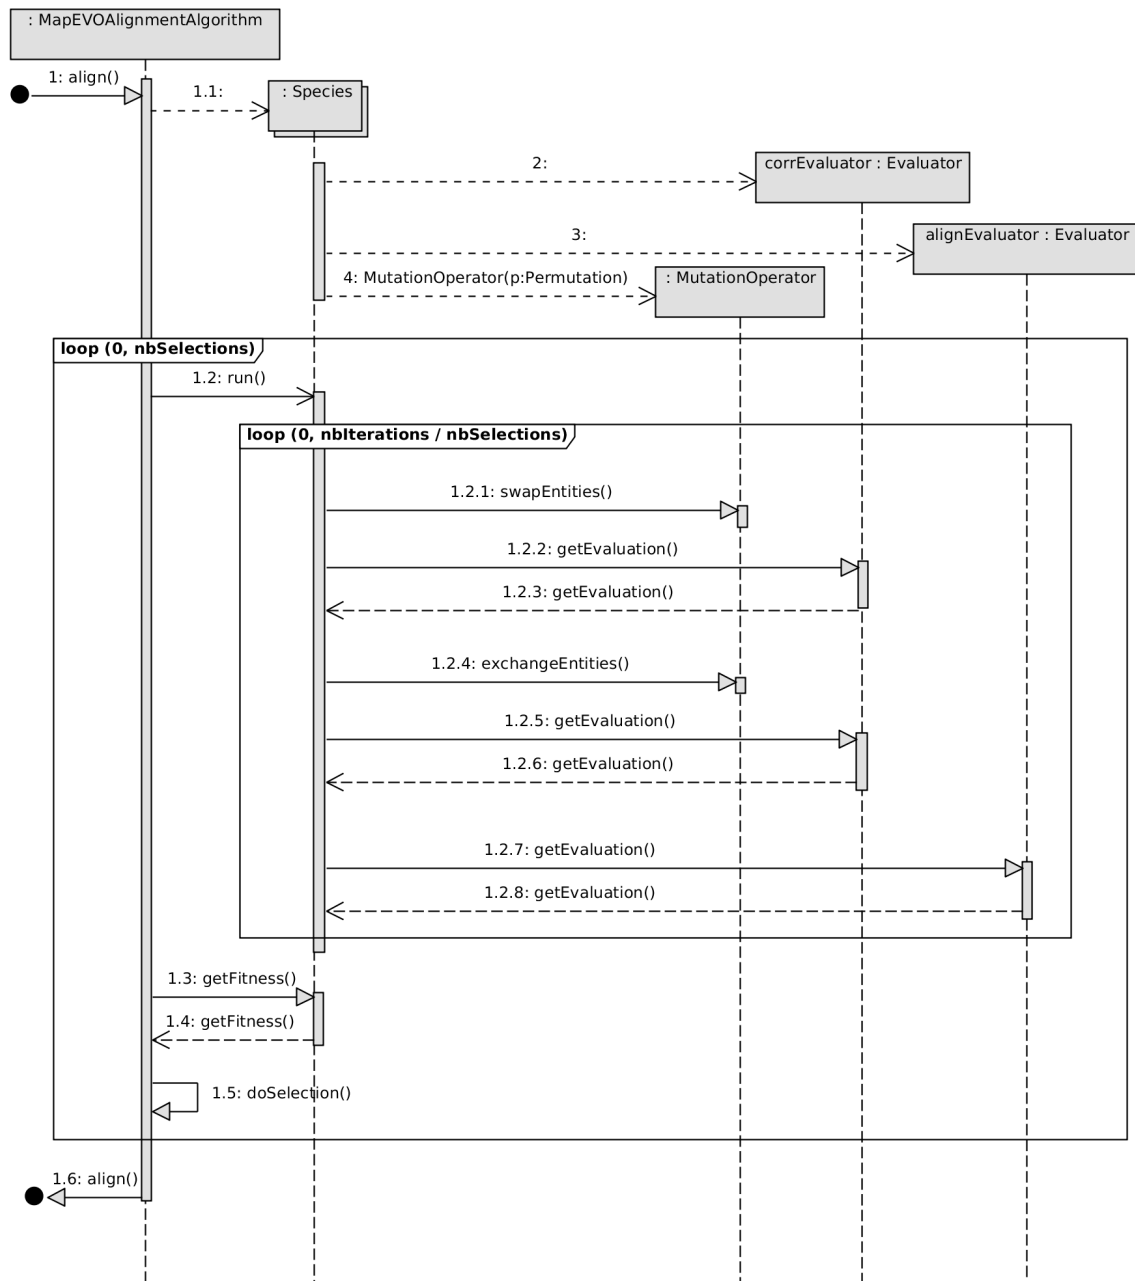 : MapEVOAlignmentAlgorithm
1: align()
1.1:
: Species
2:
corrEvaluator : Evaluator
3:
alignEvaluator : Evaluator
4: MutationOperator(p:Permutation)
: MutationOperator
loop (0, nbSelections)
1.2: run()
loop (0, nbIterations / nbSelections)
1.2.1: swapEntities()
1.2.2: getEvaluation()
1.2.3: getEvaluation()
1.2.4: exchangeEntities()
1.2.5: getEvaluation()
1.2.6: getEvaluation()
1.2.7: getEvaluation()
1.2.8: getEvaluation()
1.3: getFitness()
1.4: getFitness()
1.5: doSelection()
1.6: align()